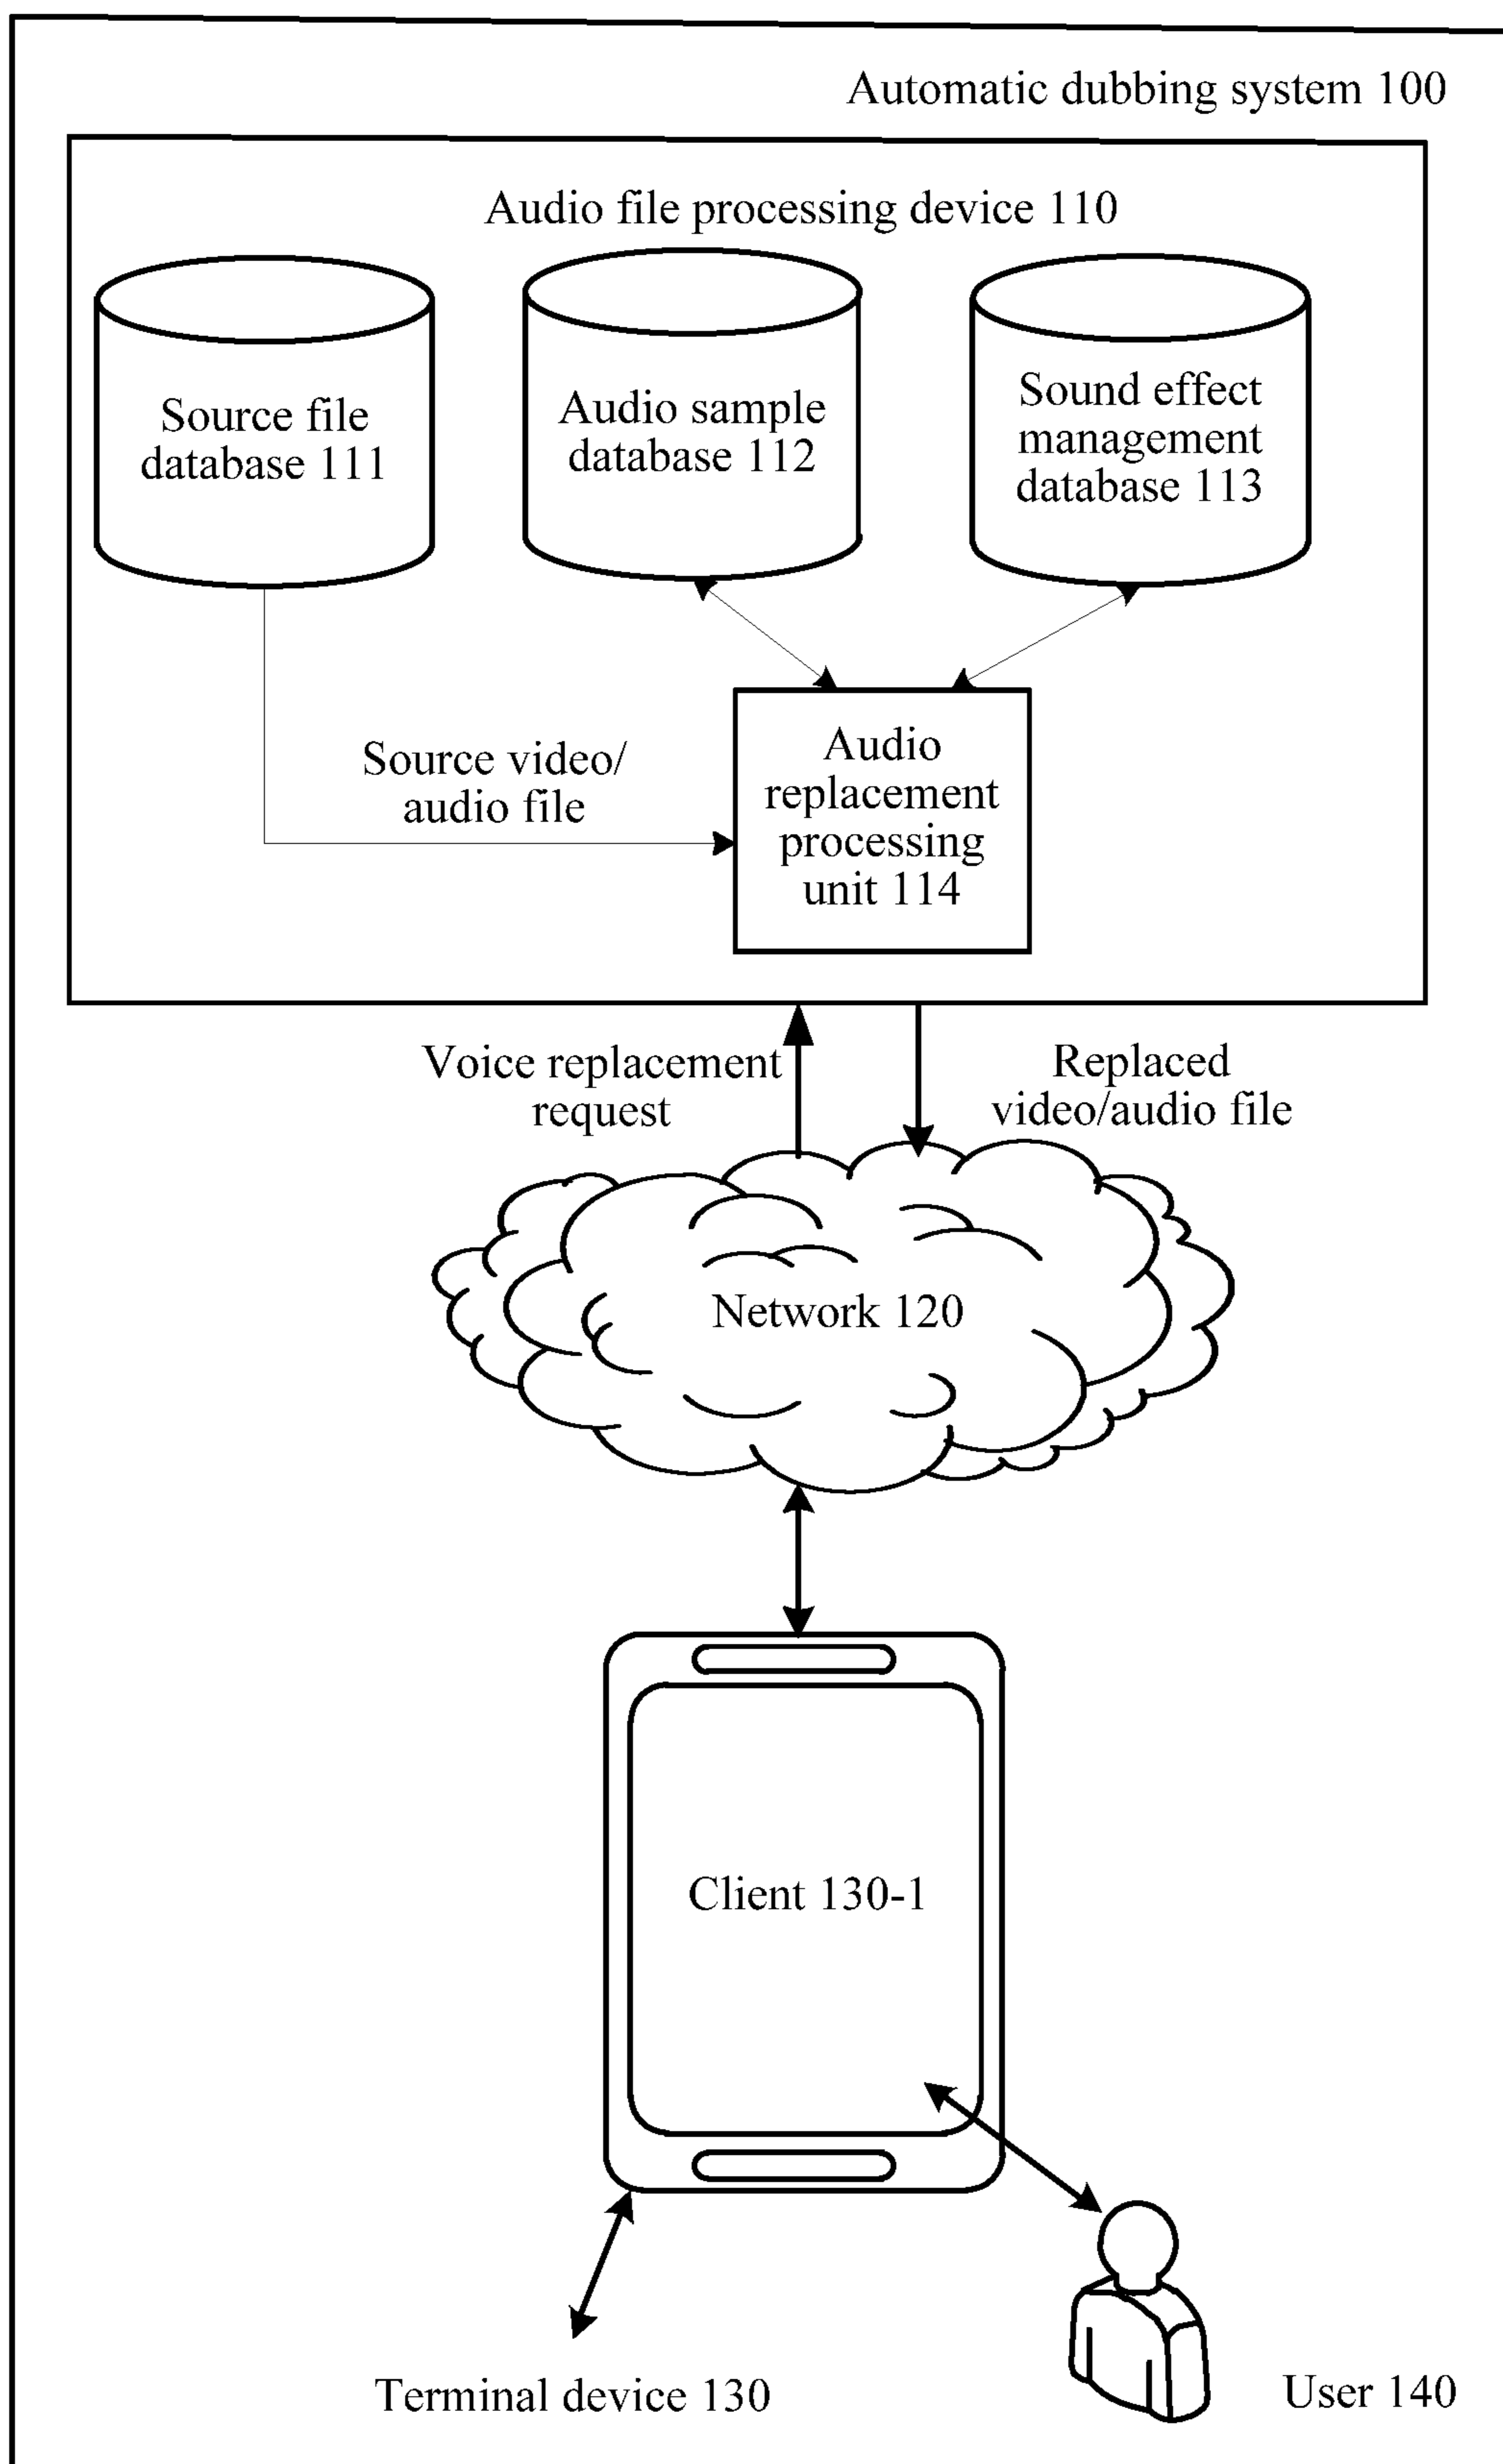 Automatic dubbing system 100
Audio file processing device 110
Source file
database 111
Audio sample
database 112
Sound effect
management
database 113
Source video/
audio file
Audio
replacement
processing
unit 114
Voice replacement
request
Replaced
video/audio file
Network 120
Client 130-1
Terminal device 130
User 140